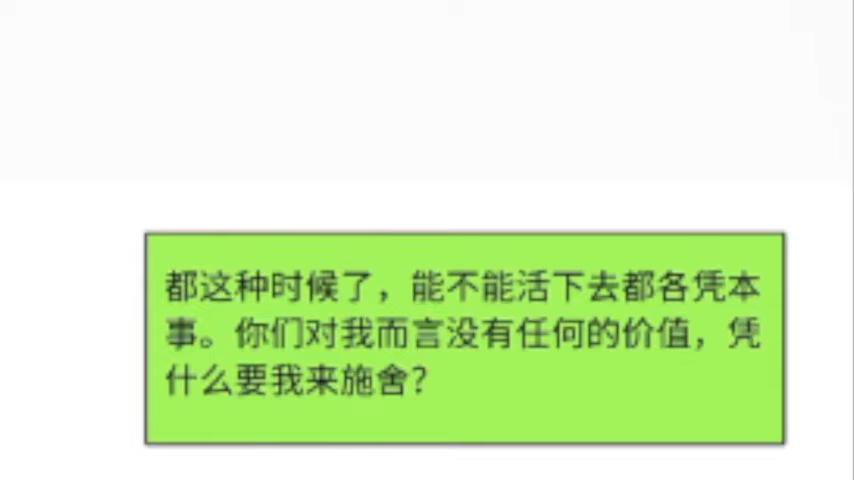 都这种时候了，能不能活下去都各凭本
事。你们对我而言没有任何的价值，凭
什么要我来施舍？